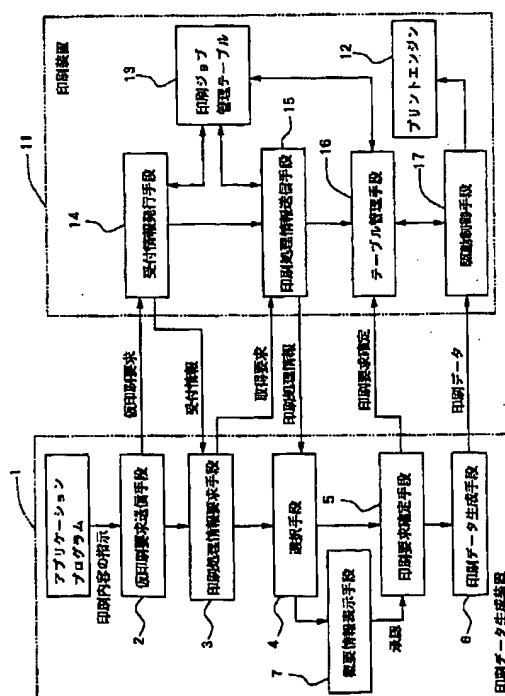 1
アプリケーション
プログラム
印刷内容の指示
仮印刷要求送信手段
2
印刷処理情報要求手段
3
選択手段
4
概要情報表示手段
7
承認
5
印刷要求確定手段
印刷データ生成手段
6
印刷データ生成装置
仮印刷要求
受付情報
取得要求
印刷処理情報
印刷要求確定
印刷データ
11
印刷装置
14
受付情報発行手段
13
印刷ジョブ
管理テーブル
15
印刷処理情報送信手段
16
テーブル管理手段
12
プリントエンジン
17
駆動制御手段